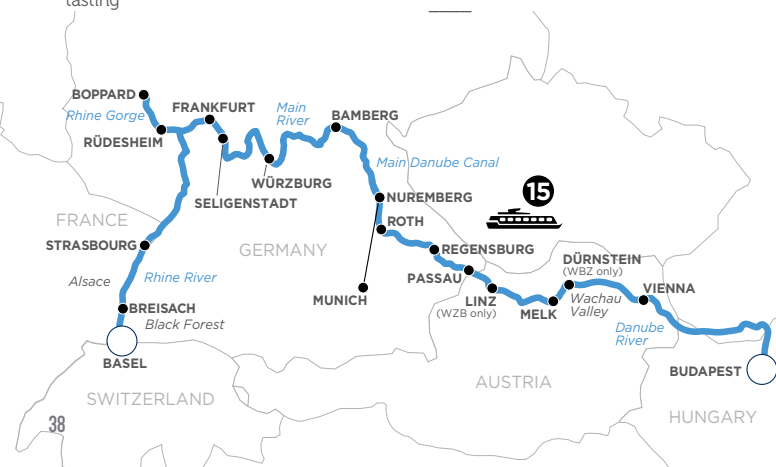 tasting
BOPPARD
Rhine Gorge
RÜDESHEIM
FRANKFURT
Main
River
BAMBERG
Main Danube Canal
WÜRZBURG
SELIGENSTADT
NUREMBERG
ROTH
15
FRANCE
STRASBOURG
GERMANY
REGENSBURG
PASSAU
DÜRNSTEIN
(WBZ only)
Alsace
Rhine River
MUNICH
LINZ
(WZB only)
MELK
Wachau
Valley
VIENNA
BREISACH
Black Forest
Danube
River
BASEL
BUDAPEST
SWITZERLAND
AUSTRIA
HUNGARY
38